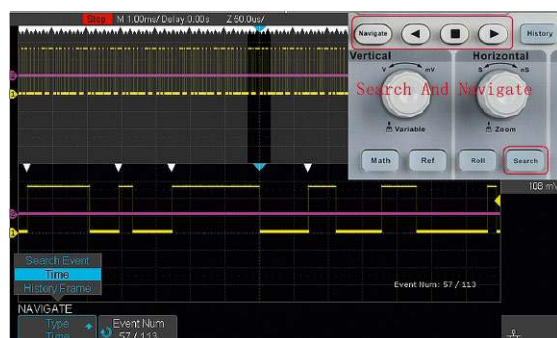 Stop M 1.00ms/ Delay:0.00s Z 50.0us/
Navigate
History
Vertical
Horizontal
V mV
S nS
Search And Navigate
Variable
Zoom
Math
Ref
Roll
Search
108 mV
Search Event
Time
History Frame
Event Num: 57 / 113
NAVIGATE
Type
Time
Event Num
57 / 113